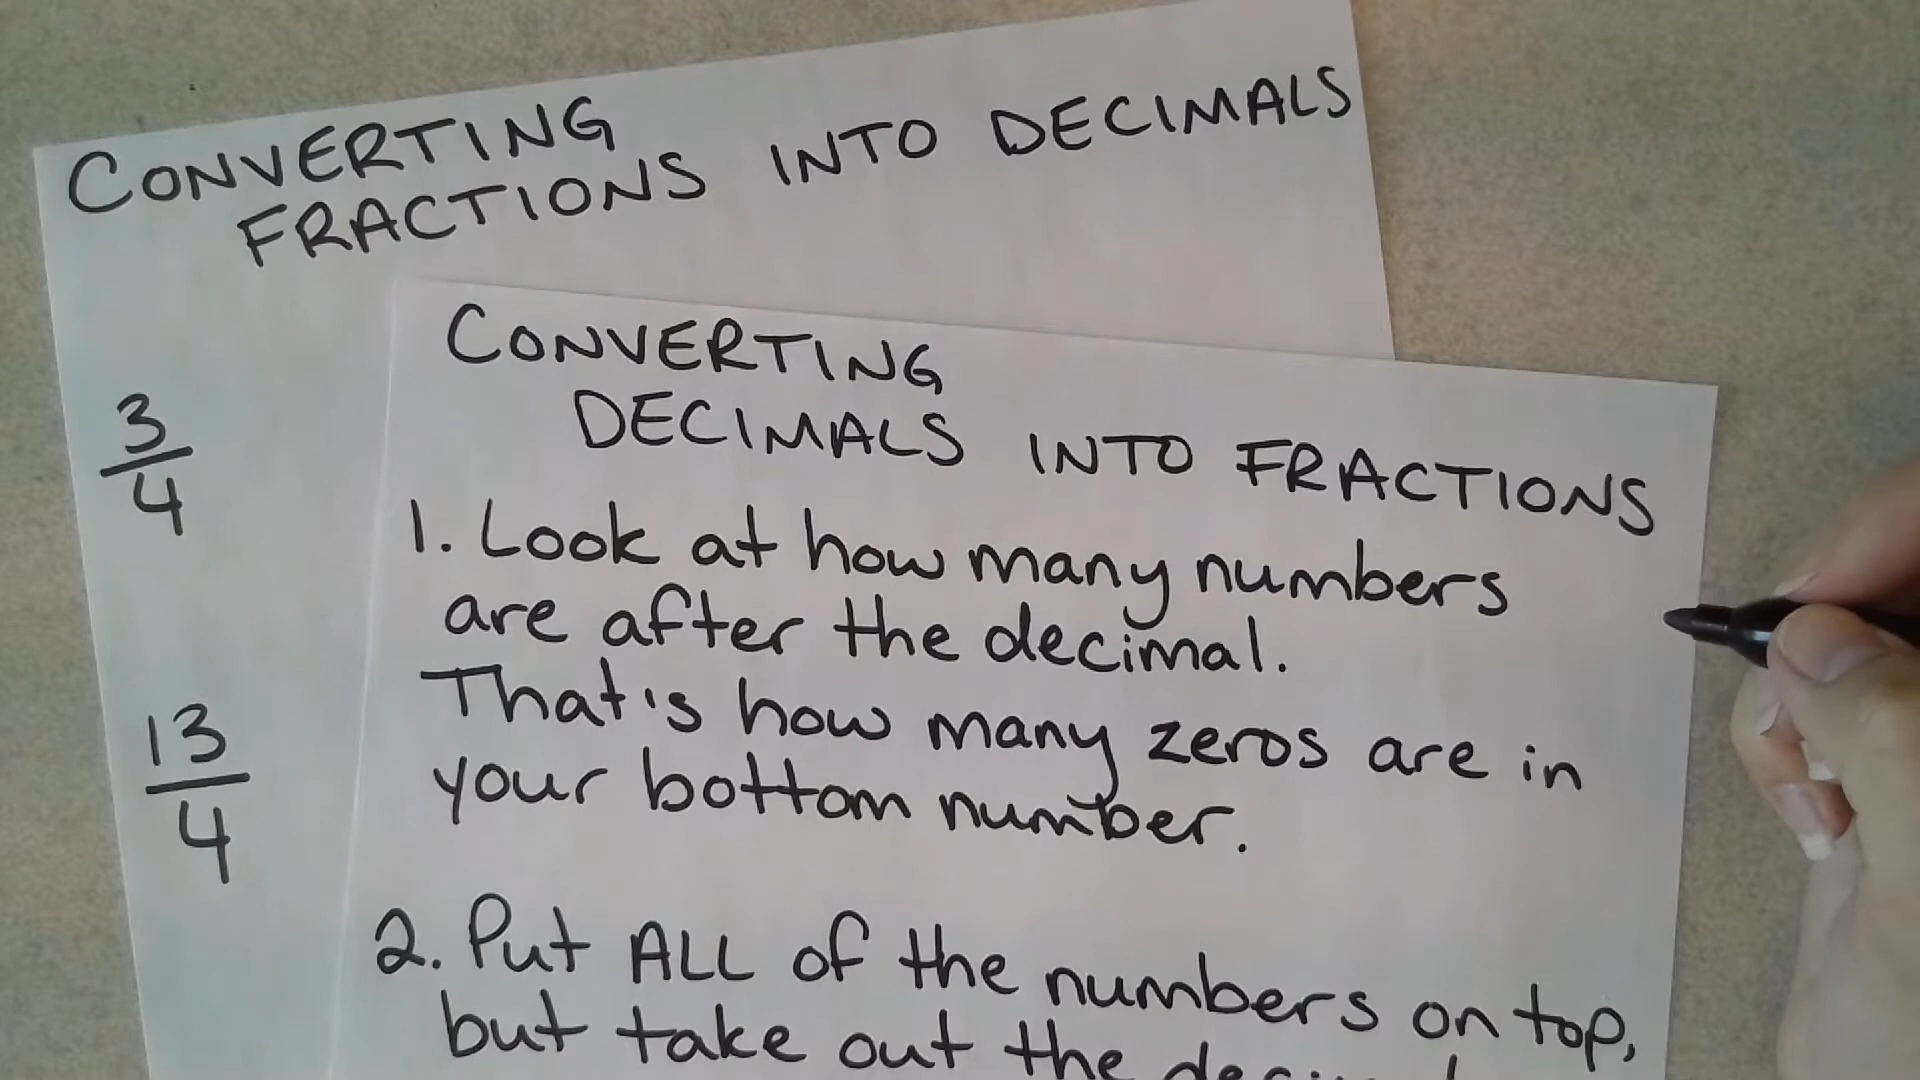 CONVERTING
FRACTIONS INTO DECIMALS
3
4
13
4
CONVERTING
DECIMALS INTO FRACTIONS
1. Look at how many numbers
are after the decimal.
That's how many zeros are in
your bottom number.
2. Put ALL of the numbers on top,
but take out the